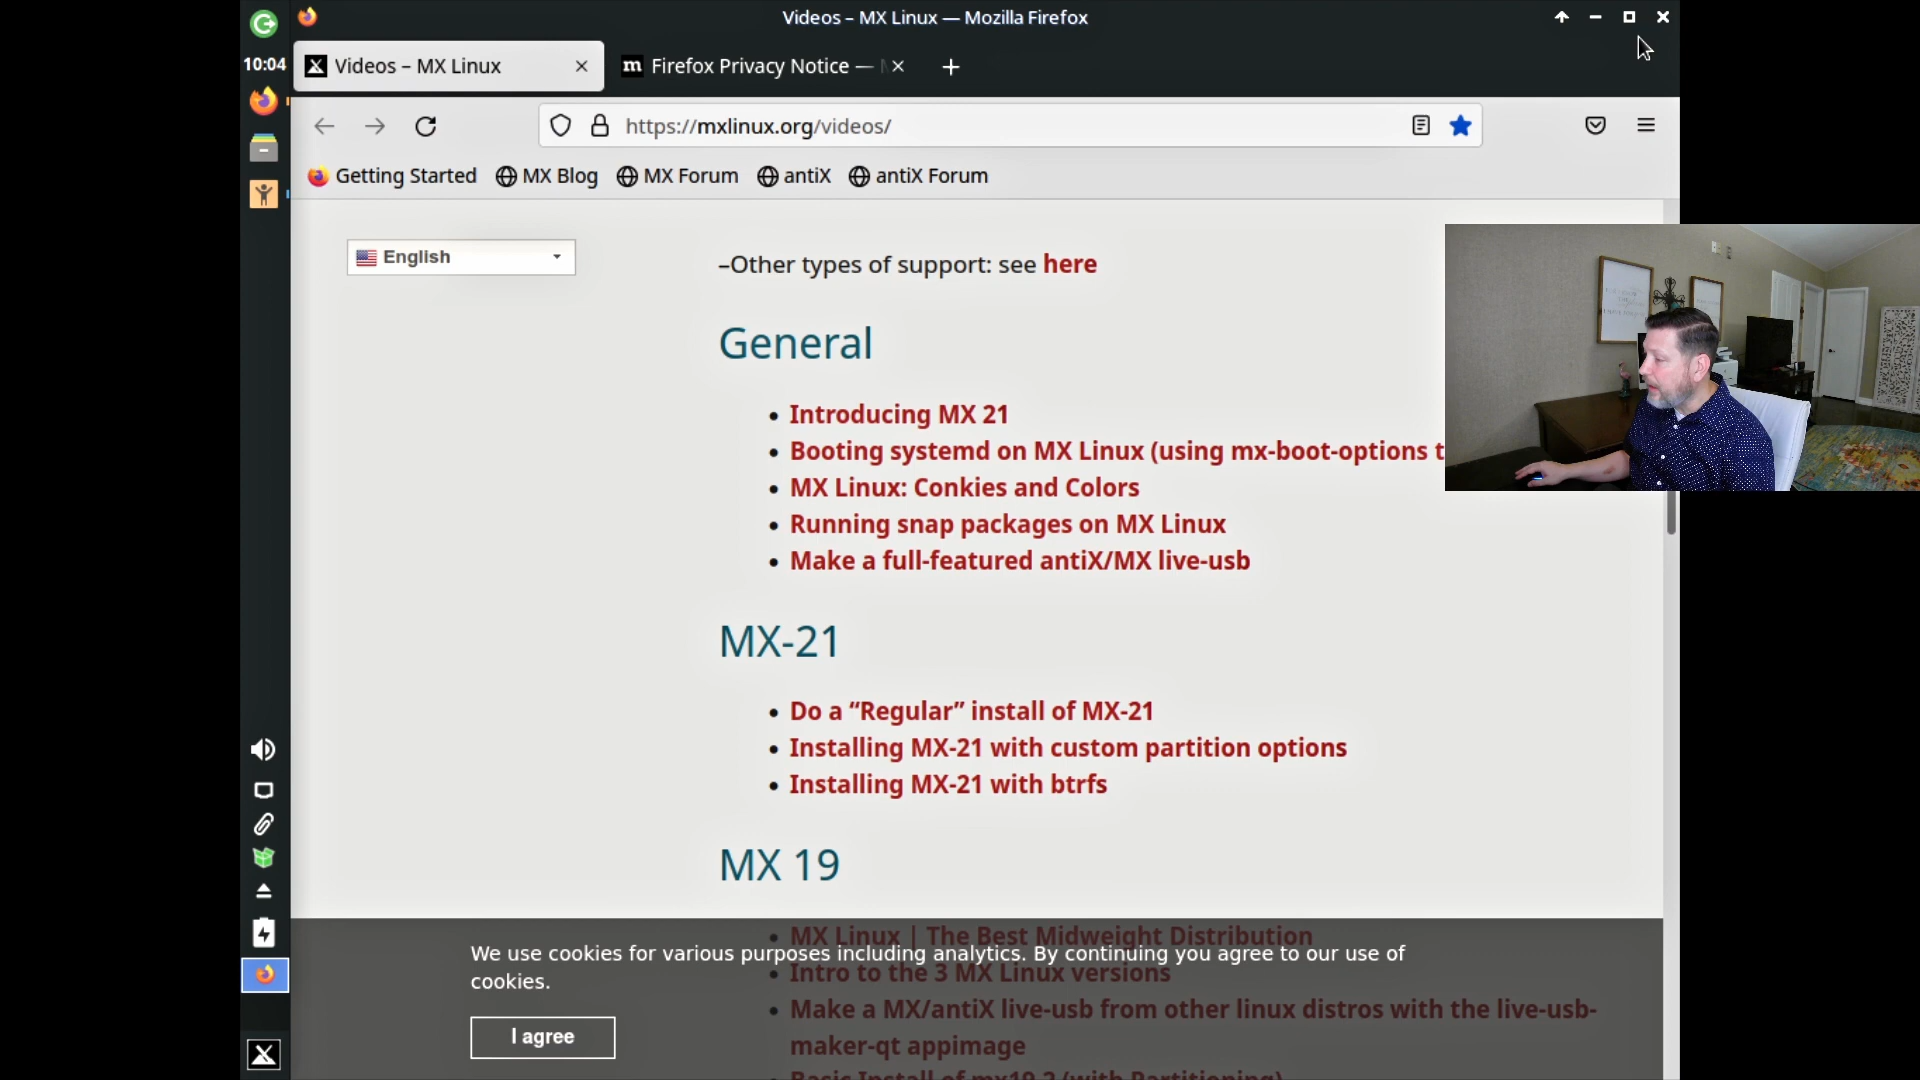 Videos – MX Linux — Mozilla Firefox
10:04
Videos – MX Linux
Firefox Privacy Notice —
https://mxlinux.org/videos/
Getting Started
MX Blog
MX Forum
antiX
antiX Forum
English
–Other types of support: see here
General
Introducing MX 21
Booting systemd on MX Linux (using mx-boot-options t
MX Linux: Conkies and Colors
Running snap packages on MX Linux
Make a full-featured antiX/MX live-usb
MX-21
Do a “Regular” install of MX-21
Installing MX-21 with custom partition options
Installing MX-21 with btrfs
MX 19
MX Linux | The Best Midweight Distribution
Intro to the 3 MX Linux versions
Make a MX/antiX live-usb from other linux distros with the live-usb-
maker-qt appimage
Basic Install of mx19.2 (with Partitioning)
We use cookies for various purposes including analytics. By continuing you agree to our use of
cookies.
I agree